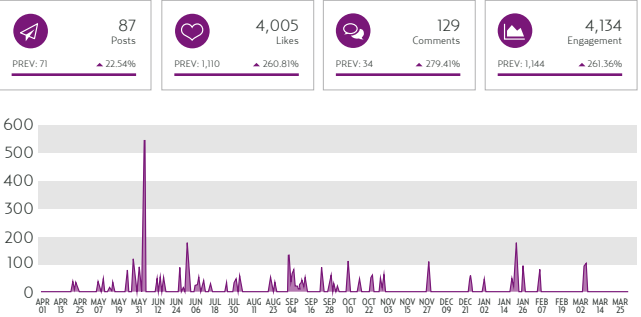 87
Posts
PREV: 71 22.54%
4,005
Likes
PREV: 1,110 260.81%
129
Comments
PREV: 34 279.41%
4,134
Engagement
PREV: 1,144 261.36%
600
500
400
300
200
100
0
APR 01
APR 13
APR 25
MAY 07
MAY 19
MAY 31
JUN 12
JUN 24
JUN 06
JUL 18
JUL 30
AUG 11
AUG 23
SEP 04
SEP 16
SEP 28
OCT 10
OCT 22
NOV 03
NOV 15
NOV 27
DEC 09
DEC 21
JAN 02
JAN 14
JAN 26
FEB 07
FEB 19
MAR 02
MAR 14
MAR 25